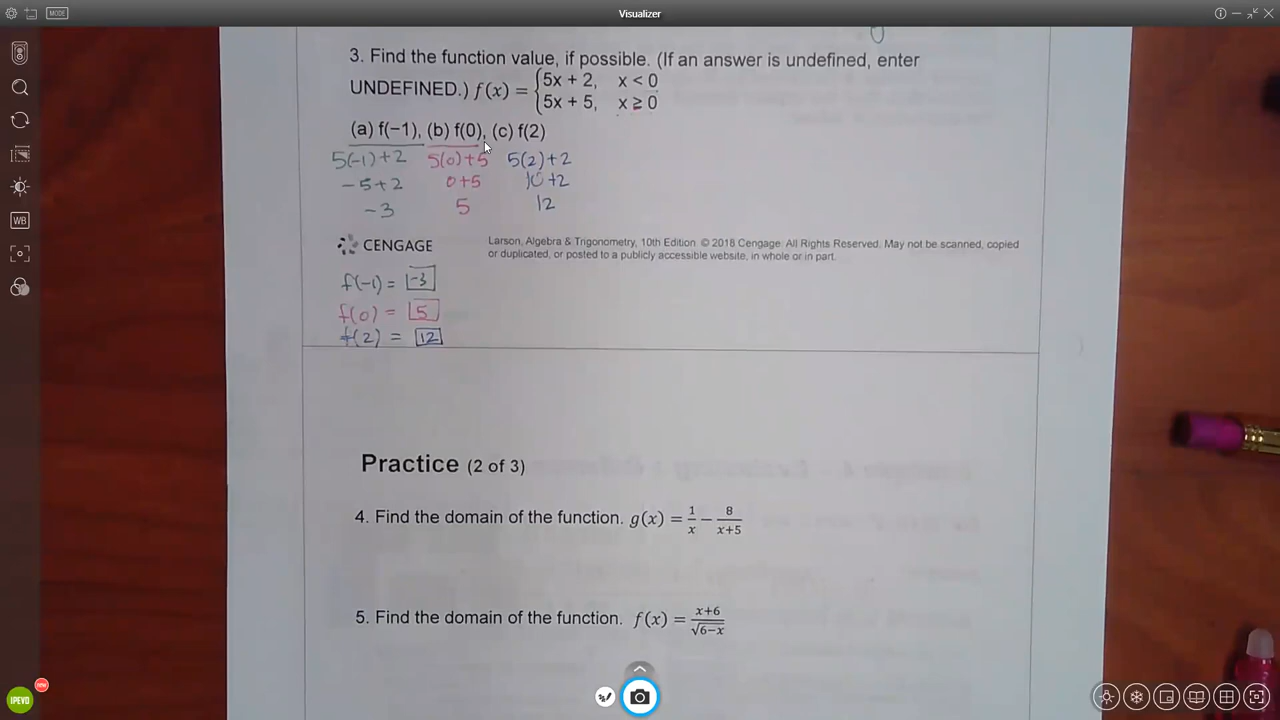 MODE
Visualizer
3. Find the function value, if possible. (If an answer is undefined, enter
UNDEFINED.) f(x) = {5x + 2, x < 0
5x + 5, x ≥ 0
(a) f(−1), (b) f(0), (c) f(2)
5(-1)+2 5(0)+5 5(2)+2
-5+2 0+5 10+2
-3 5 12
CENGAGE
Larson, Algebra & Trigonometry, 10th Edition. © 2018 Cengage. All Rights Reserved. May not be scanned, copied
or duplicated, or posted to a publicly accessible website, in whole or in part.
f(-1) = -3
f(0) = 5
f(2) = 12
Practice (2 of 3)
4. Find the domain of the function. g(x) = 1/x − 8/x+5
5. Find the domain of the function. f(x) = x+6/√6−x
WB
IPEVO
new